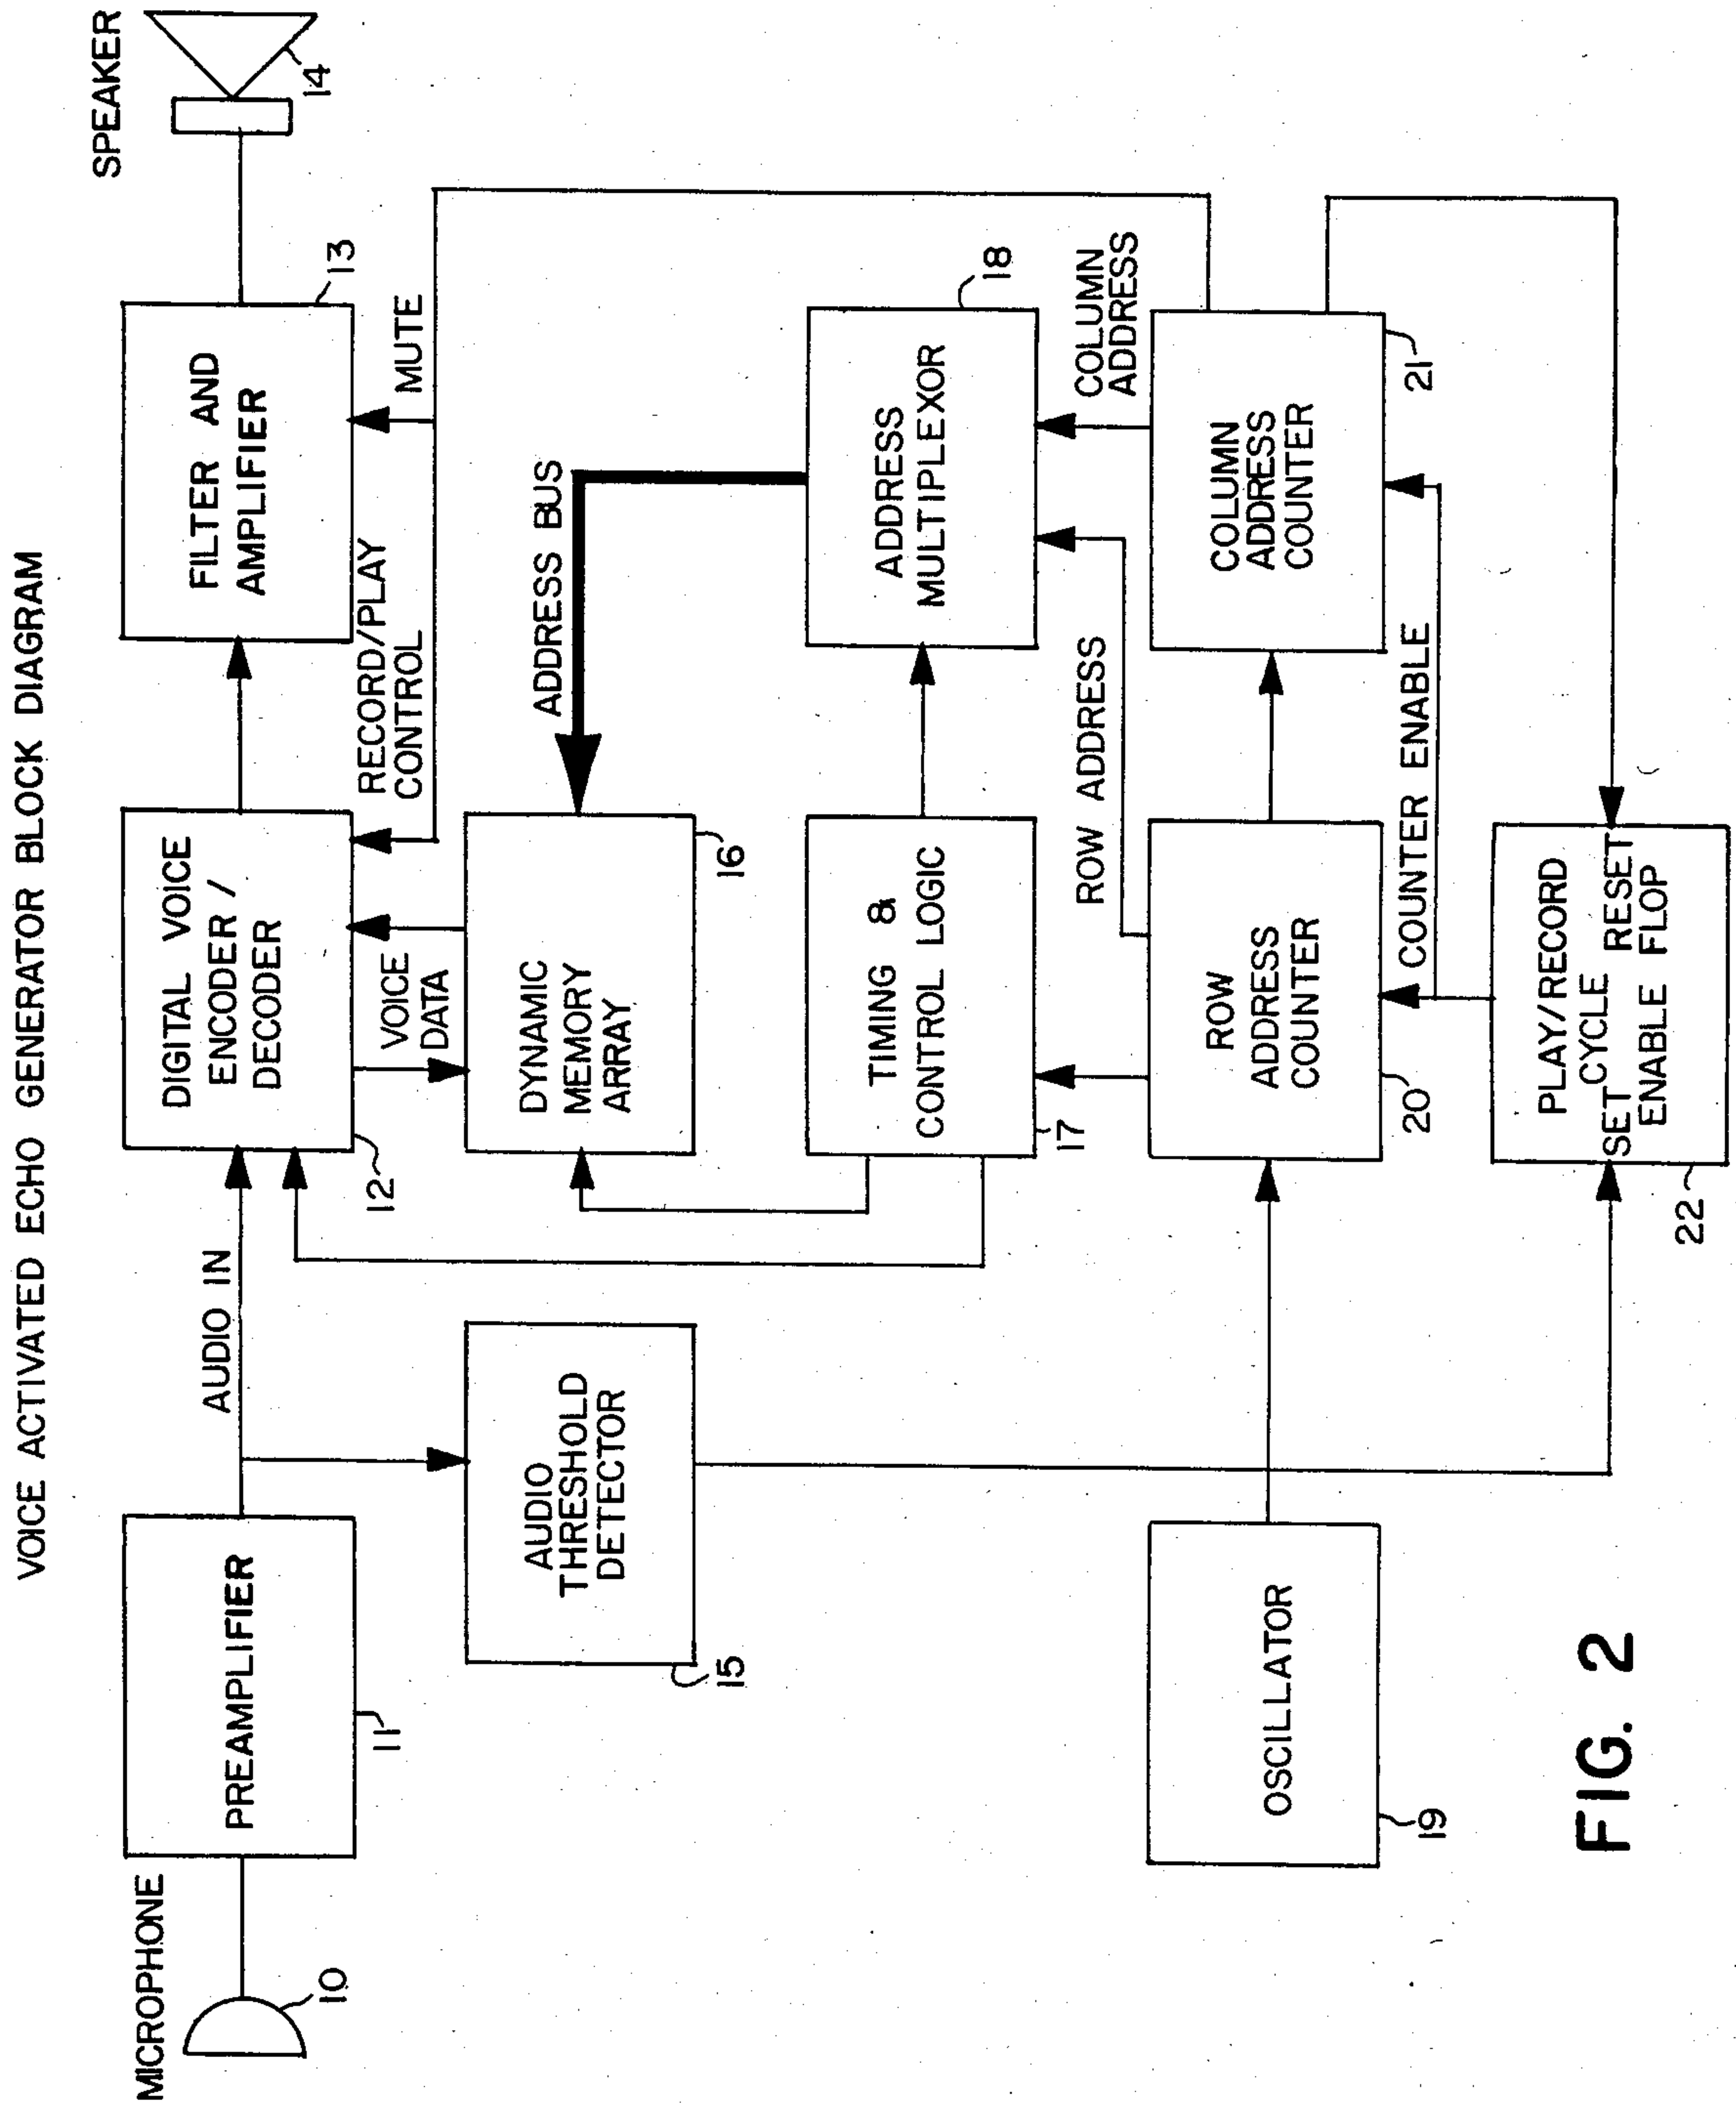 VOICE ACTIVATED ECHO GENERATOR BLOCK DIAGRAM
MICROPHONE
10
PREAMPLIFIER
11
AUDIO IN
DIGITAL VOICE
ENCODER /
DECODER
12
FILTER AND
AMPLIFIER
13
SPEAKER
14
RECORD/PLAY
CONTROL
MUTE
VOICE
DATA
AUDIO
THRESHOLD
DETECTOR
15
DYNAMIC
MEMORY
ARRAY
16
ADDRESS BUS
TIMING &
CONTROL LOGIC
17
ADDRESS
MULTIPLEXOR
18
ROW ADDRESS
COLUMN
ADDRESS
OSCILLATOR
19
ROW
ADDRESS
COUNTER
20
COLUMN
ADDRESS
COUNTER
21
COUNTER ENABLE
PLAY/RECORD
CYCLE
SET RESET
ENABLE FLOP
22
FIG. 2